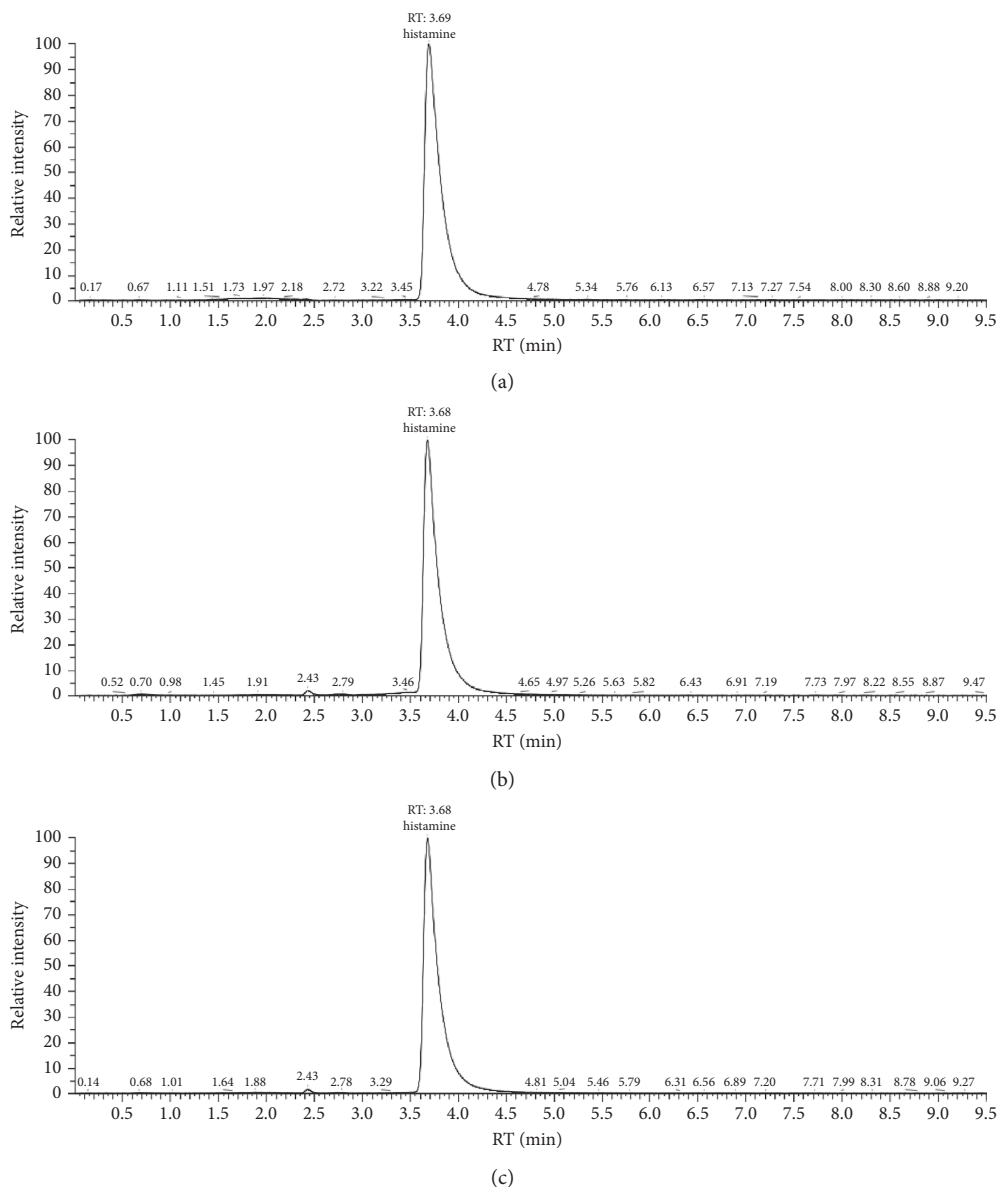 RT: 3.69
histamine
100
90
80
70
60
50
40
30
20
10
0
Relative intensity
0.17 0.67 1.11 1.51 1.73 1.97 2.18 2.72 3.22 3.45 4.78 5.34 5.76 6.13 6.57 7.13 7.27 7.54 8.00 8.30 8.60 8.88 9.20
0.5 1.0 1.5 2.0 2.5 3.0 3.5 4.0 4.5 5.0 5.5 6.0 6.5 7.0 7.5 8.0 8.5 9.0 9.5
RT (min)
(a)
RT: 3.68
histamine
100
90
80
70
60
50
40
30
20
10
0
Relative intensity
0.52 0.70 0.98 1.45 1.91 2.43 2.79 3.46 4.65 4.97 5.26 5.63 5.82 6.43 6.91 7.19 7.73 7.97 8.22 8.55 8.87 9.47
0.5 1.0 1.5 2.0 2.5 3.0 3.5 4.0 4.5 5.0 5.5 6.0 6.5 7.0 7.5 8.0 8.5 9.0 9.5
RT (min)
(b)
RT: 3.68
histamine
100
90
80
70
60
50
40
30
20
10
0
Relative intensity
0.14 0.68 1.01 1.64 1.88 2.43 2.78 3.29 4.81 5.04 5.46 5.79 6.31 6.56 6.89 7.20 7.71 7.99 8.31 8.78 9.06 9.27
0.5 1.0 1.5 2.0 2.5 3.0 3.5 4.0 4.5 5.0 5.5 6.0 6.5 7.0 7.5 8.0 8.5 9.0 9.5
RT (min)
(c)